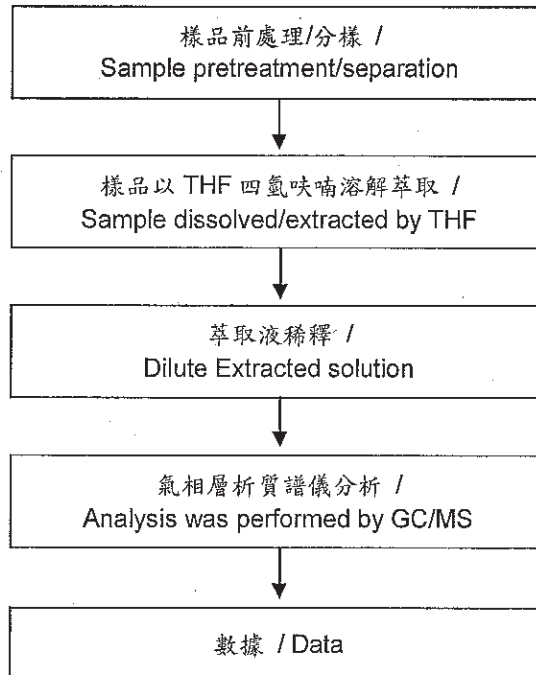 樣品前處理/分樣 /
Sample pretreatment/separation
樣品以 THF 四氫呋喃溶解萃取 /
Sample dissolved/extracted by THF
萃取液稀釋 /
Dilute Extracted solution
氣相層析質譜儀分析 /
Analysis was performed by GC/MS
數據 / Data